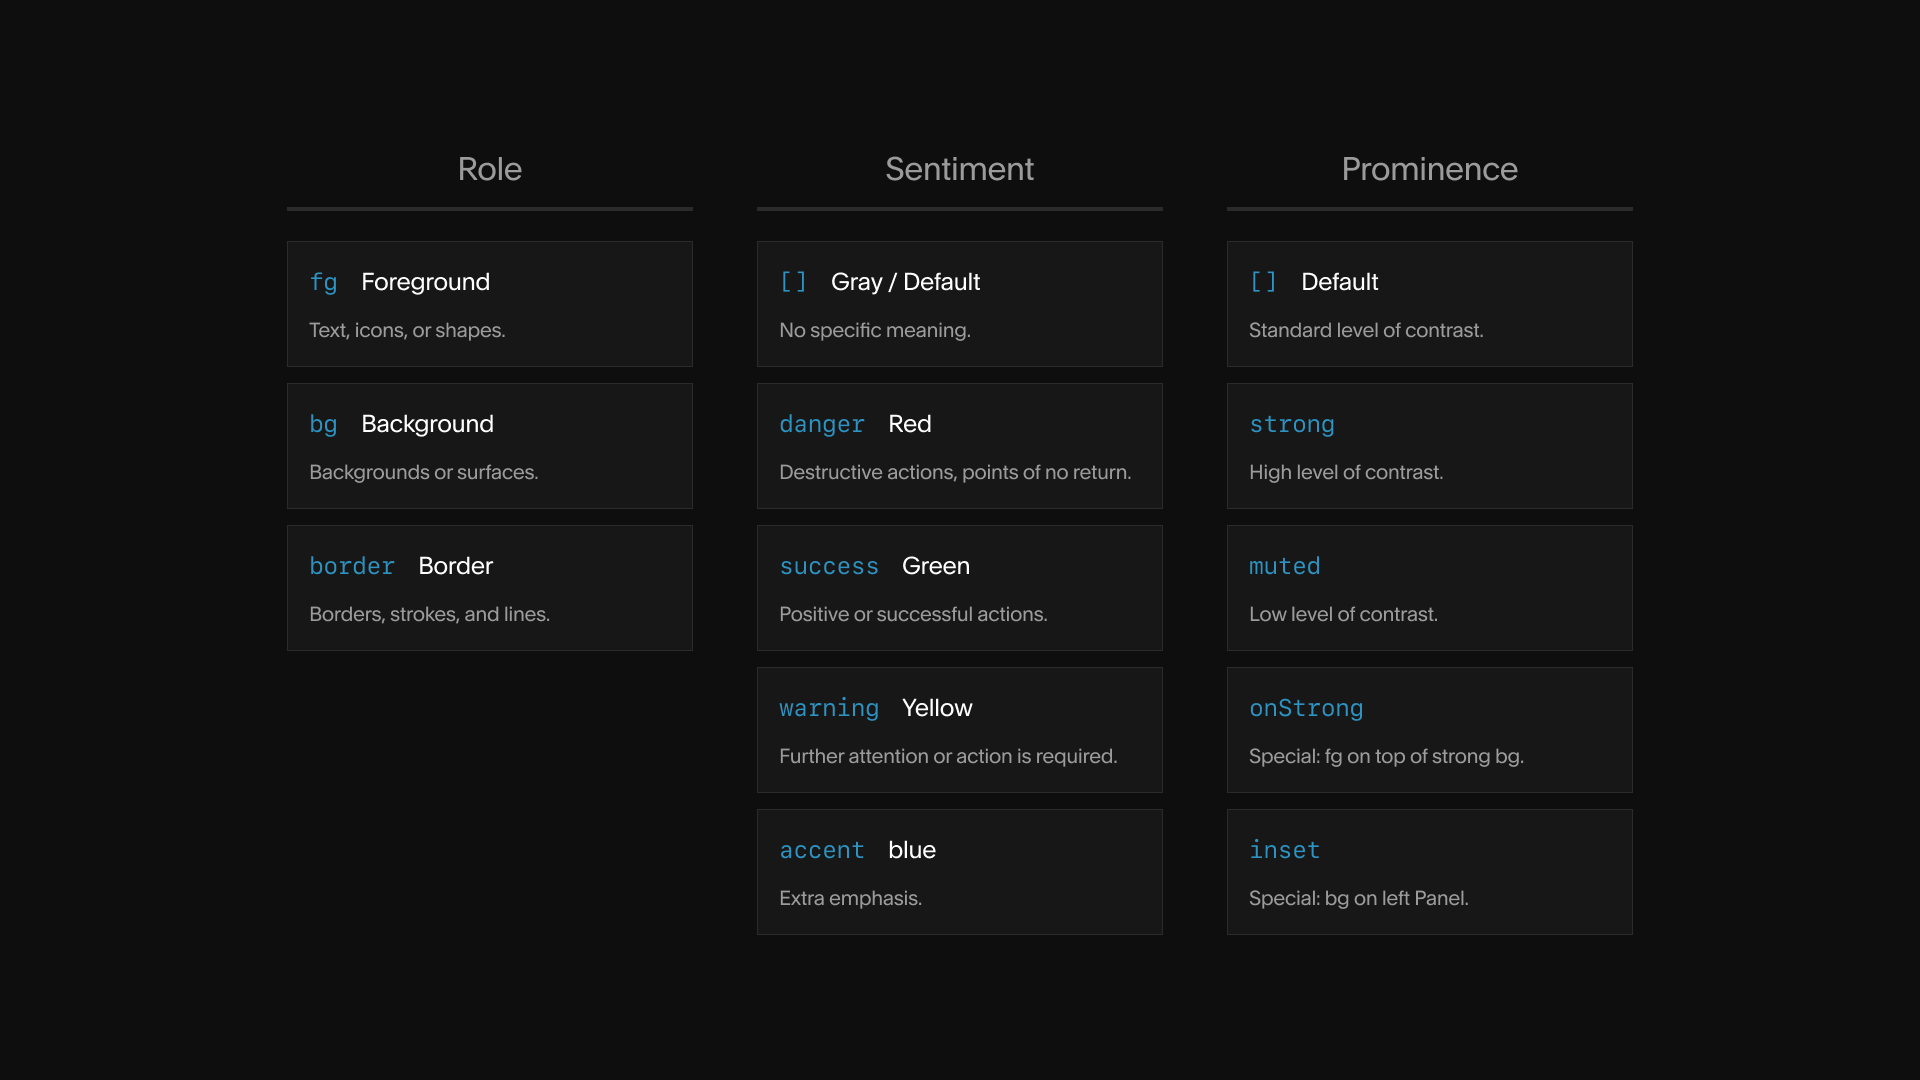 Role
fg Foreground
Text, icons, or shapes.
bg Background
Backgrounds or surfaces.
border Border
Borders, strokes, and lines.
Sentiment
[] Gray / Default
No specific meaning.
danger Red
Destructive actions, points of no return.
success Green
Positive or successful actions.
warning Yellow
Further attention or action is required.
accent blue
Extra emphasis.
Prominence
[] Default
Standard level of contrast.
strong
High level of contrast.
muted
Low level of contrast.
onStrong
Special: fg on top of strong bg.
inset
Special: bg on left Panel.